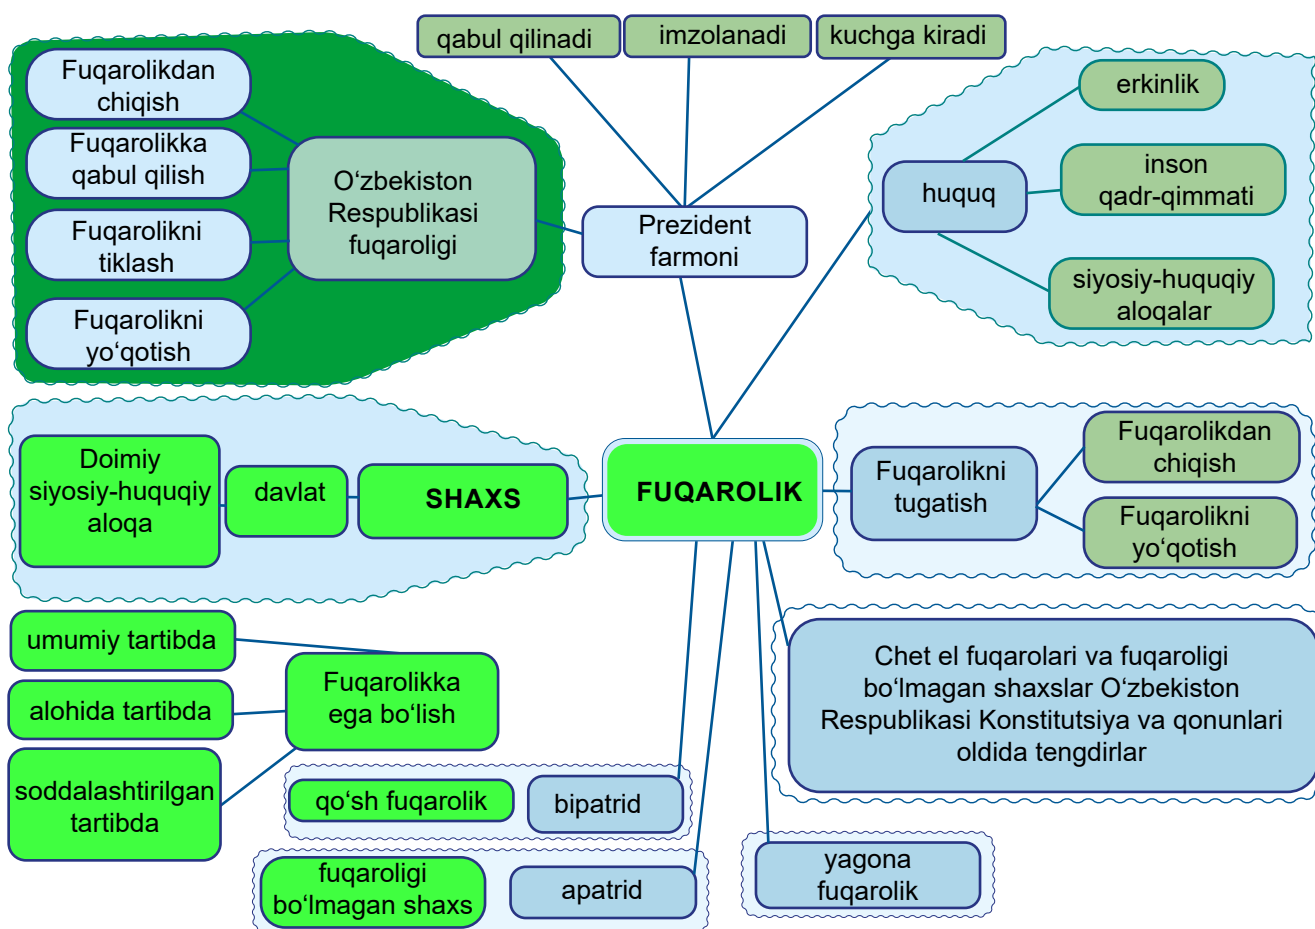 qabul qilinadi
imzolanadi
kuchga kiradi
Fuqarolikdan
chiqish
Fuqarolikka
qabul qilish
Fuqarolikni
tiklash
Fuqarolikni
yo‘qotish
O‘zbekiston
Respublikasi
fuqaroligi
Prezident
farmoni
huquq
erkinlik
inson
qadr-qimmati
siyosiy-huquqiy
aloqalar
Doimiy
siyosiy-huquqiy
aloqa
davlat
SHAXS
FUQAROLIK
Fuqarolikni
tugatish
Fuqarolikdan
chiqish
Fuqarolikni
yo‘qotish
umumiy tartibda
alohida tartibda
soddalashtirilgan
tartibda
Fuqarolikka
ega bo‘lish
Chet el fuqarolari va fuqaroligi
bo‘lmagan shaxslar O‘zbekiston
Respublikasi Konstitutsiya va qonunlari
oldida tengdirlar
qo‘sh fuqarolik
bipatrid
fuqaroligi
bo‘lmagan shaxs
apatrid
yagona
fuqarolik